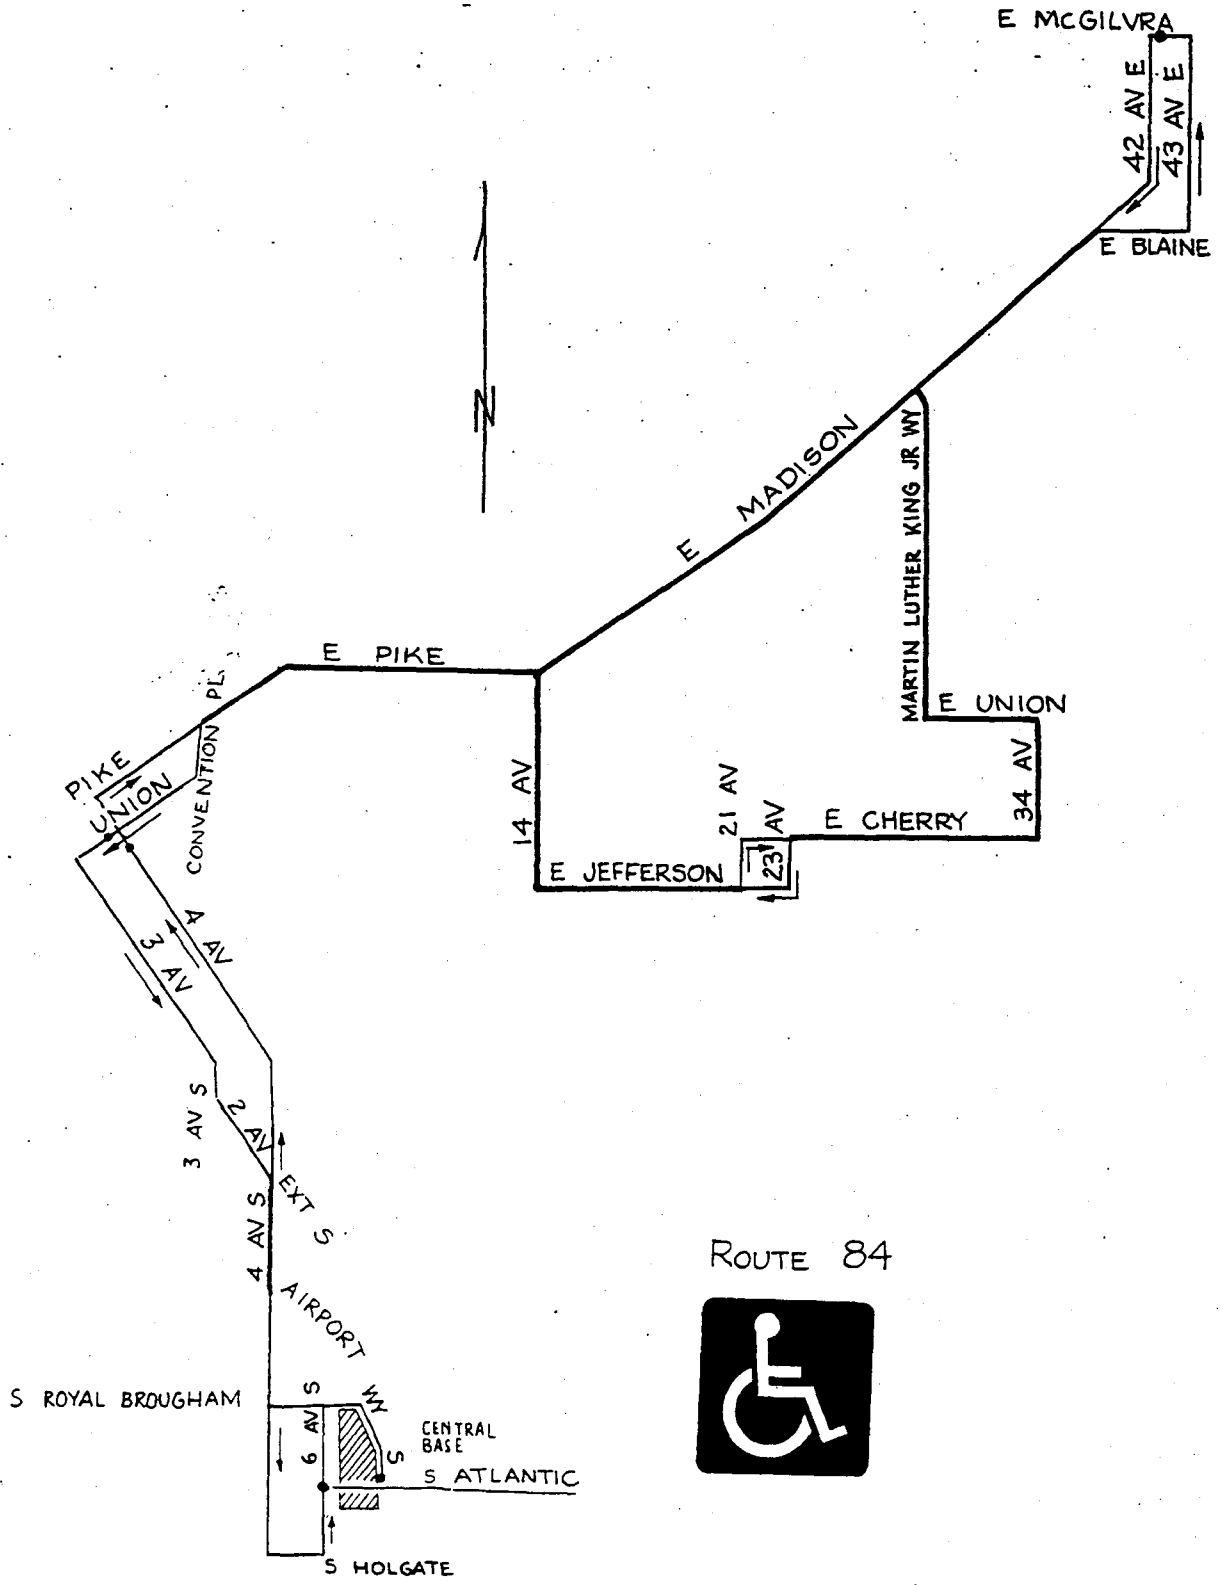 E MCGILVRA
42 AV E
43 AV E
E BLAINE
N
E MADISON
MARTIN LUTHER KING JR WY
E PIKE
PL
CONVENTION
PIKE
UNION
E UNION
34 AV
14 AV
21 AV
23 AV
E CHERRY
E JEFFERSON
4 AV
3 AV
3 AV S
2 AV
EXT S
4 AV S
ROUTE 84
AIRPORT WY S
S ROYAL BROUGHAM
6 AV S
CENTRAL
BASE
S ATLANTIC
S HOLGATE